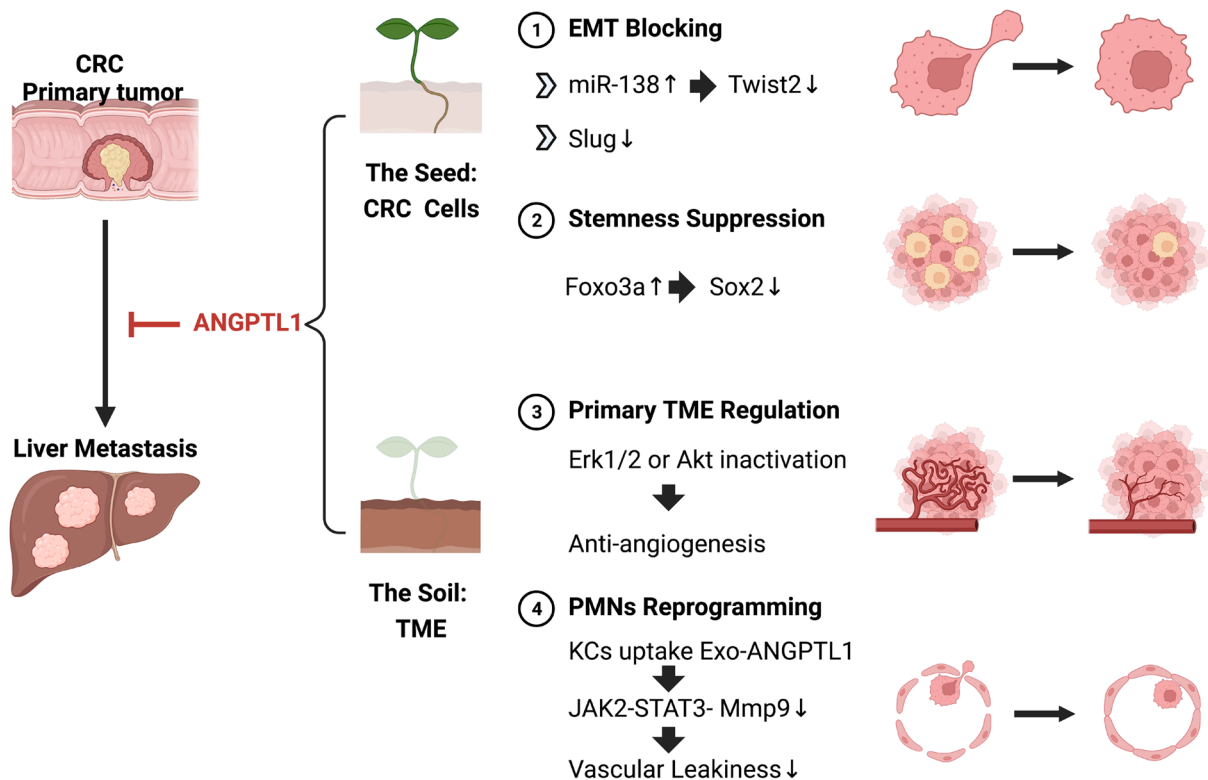 CRC
Primary tumor
ANGPTL1
Liver Metastasis
The Seed:
CRC Cells
The Soil:
TME
1 EMT Blocking
miR-138↑ Twist2↓
Slug↓
2 Stemness Suppression
Foxo3a↑ Sox2↓
3 Primary TME Regulation
Erk1/2 or Akt inactivation
Anti-angiogenesis
4 PMNs Reprogramming
KCs uptake Exo-ANGPTL1
JAK2-STAT3- Mmp9↓
Vascular Leakiness↓